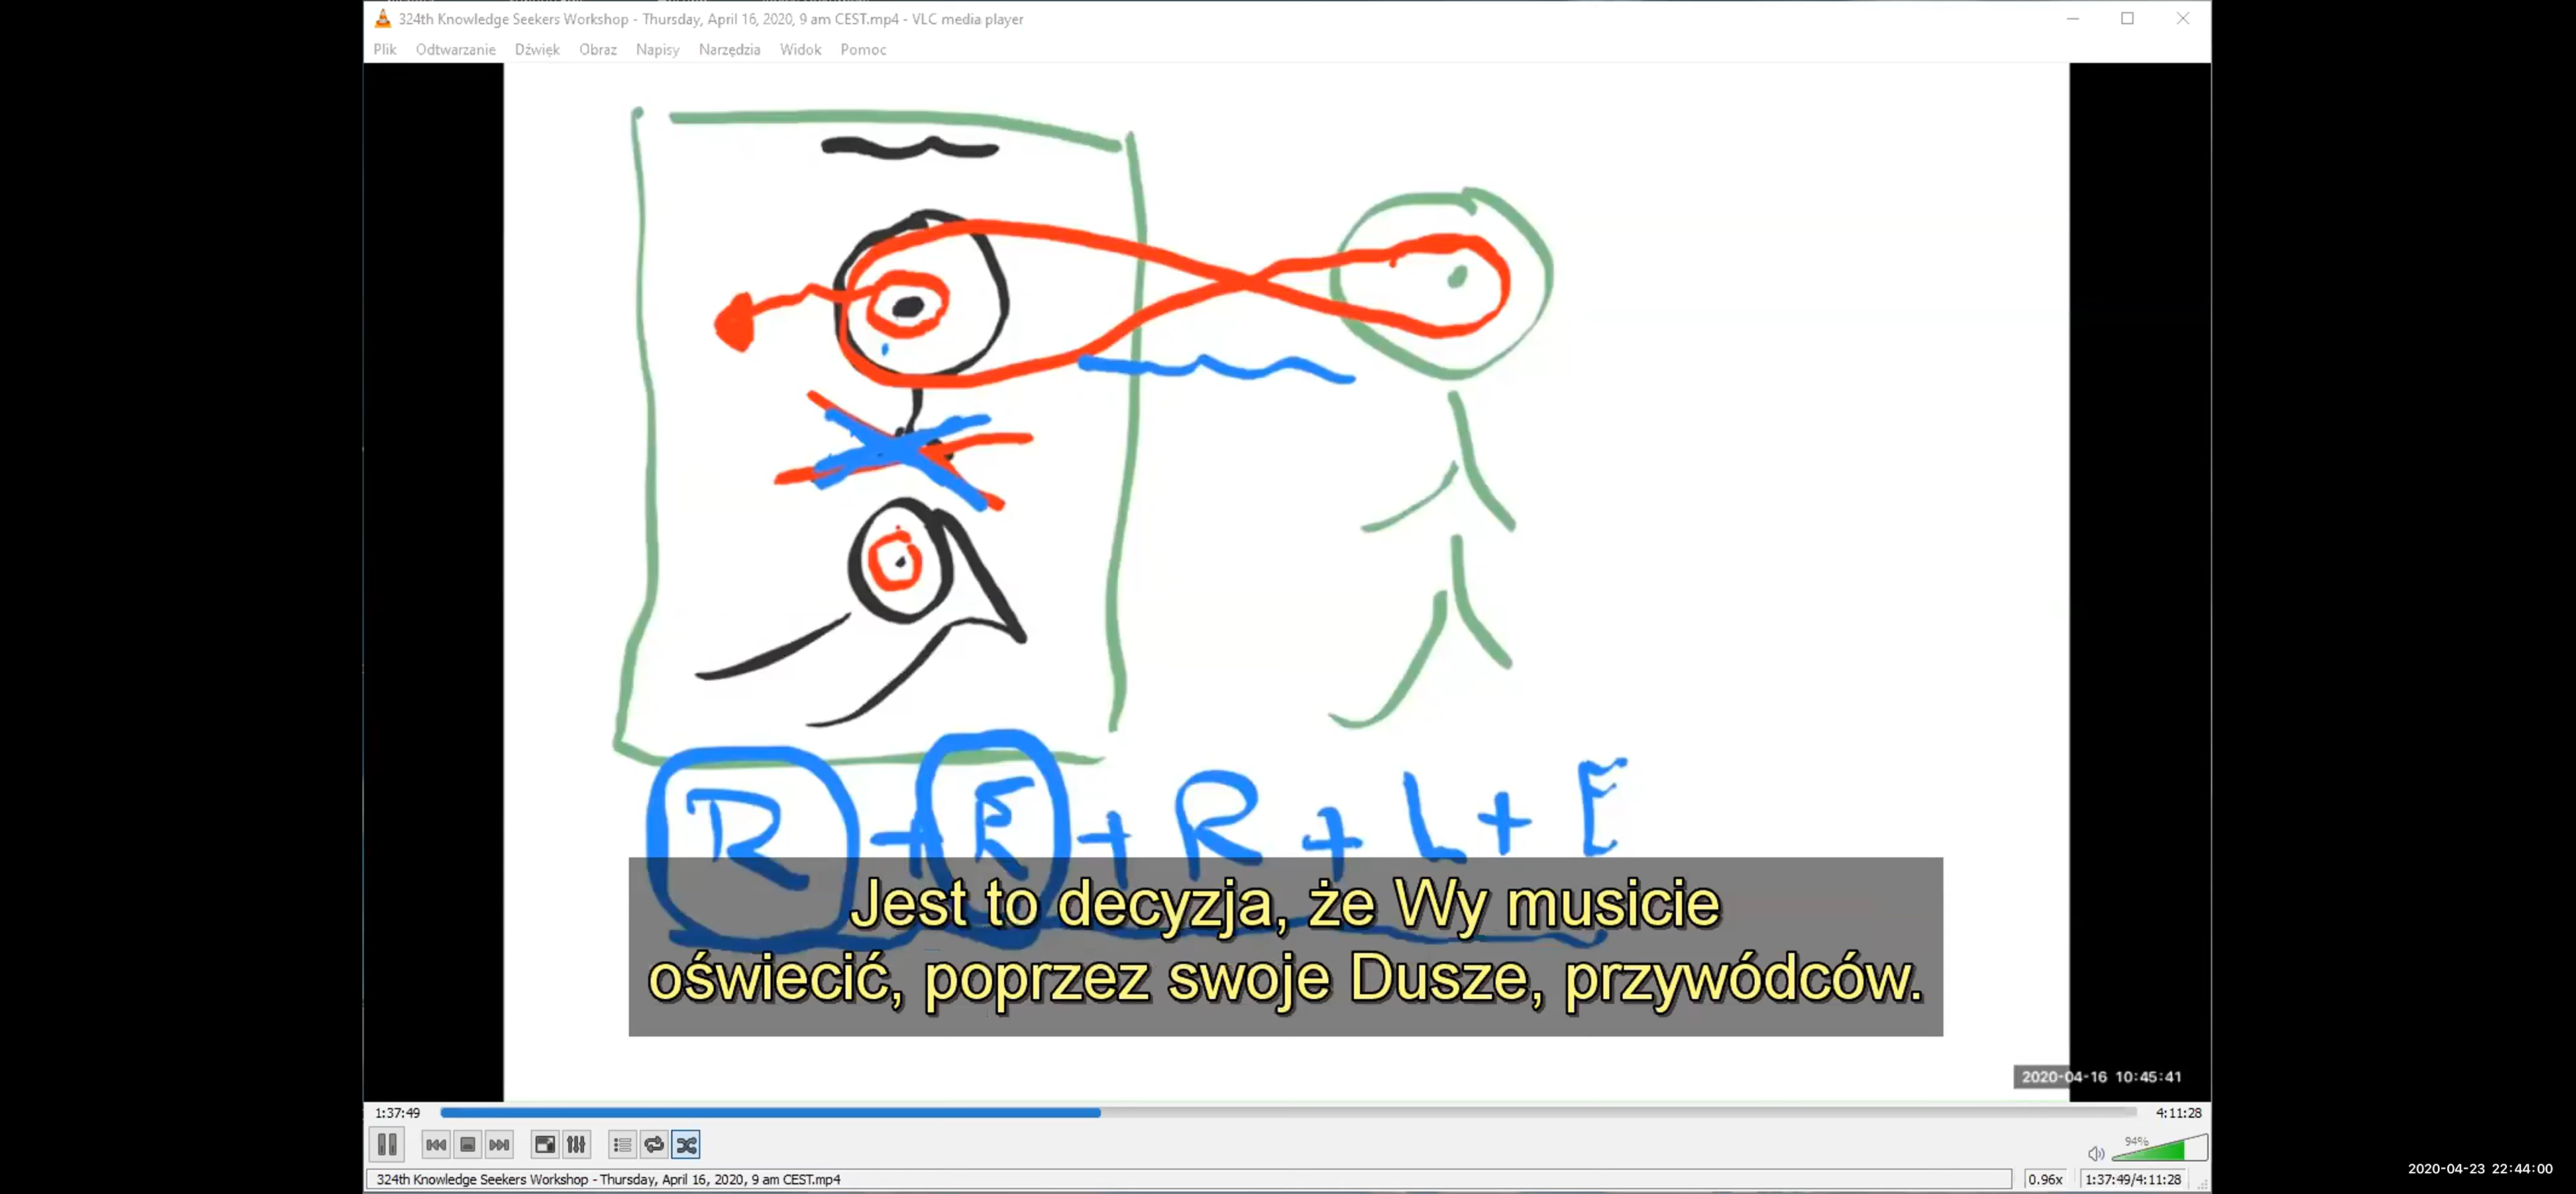 324th Knowledge Seekers Workshop - Thursday, April 16, 2020, 9 am CEST.mp4 - VLC media player
Plik Odtwarzanie Dźwięk Obraz Napisy Narzędzia Widok Pomoc
R + R + R + L + E
Jest to decyzja, że Wy musicie
oświecić, poprzez swoje Dusze, przywódców.
2020-04-16 10:45:41
1:37:49 4:11:28
94%
324th Knowledge Seekers Workshop - Thursday, April 16, 2020, 9 am CEST.mp4 0.96x 1:37:49/4:11:28
2020-04-23 22:44:00